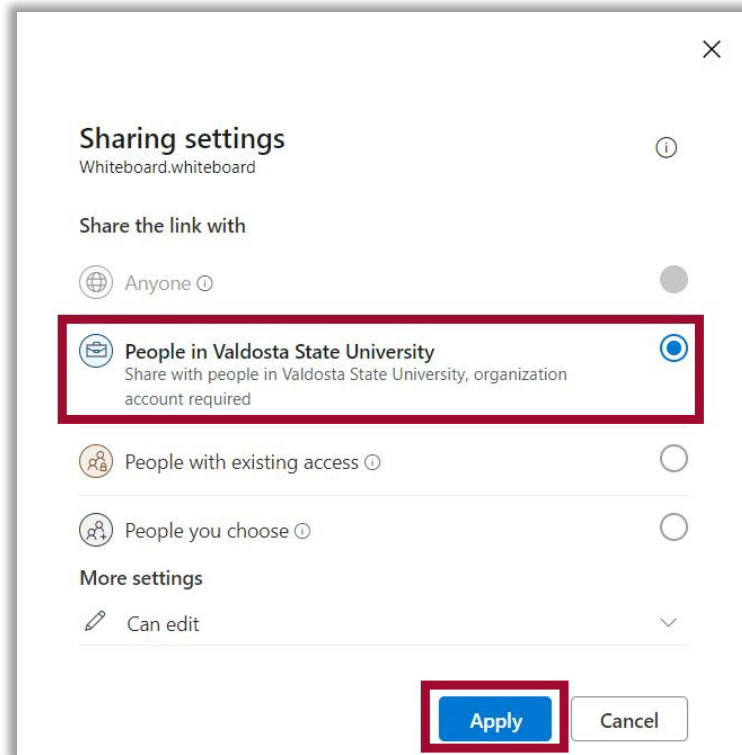 Sharing settings
Whiteboard.whiteboard
Share the link with
Anyone
People in Valdosta State University
Share with people in Valdosta State University, organization
account required
People with existing access
People you choose
More settings
Can edit
Apply
Cancel